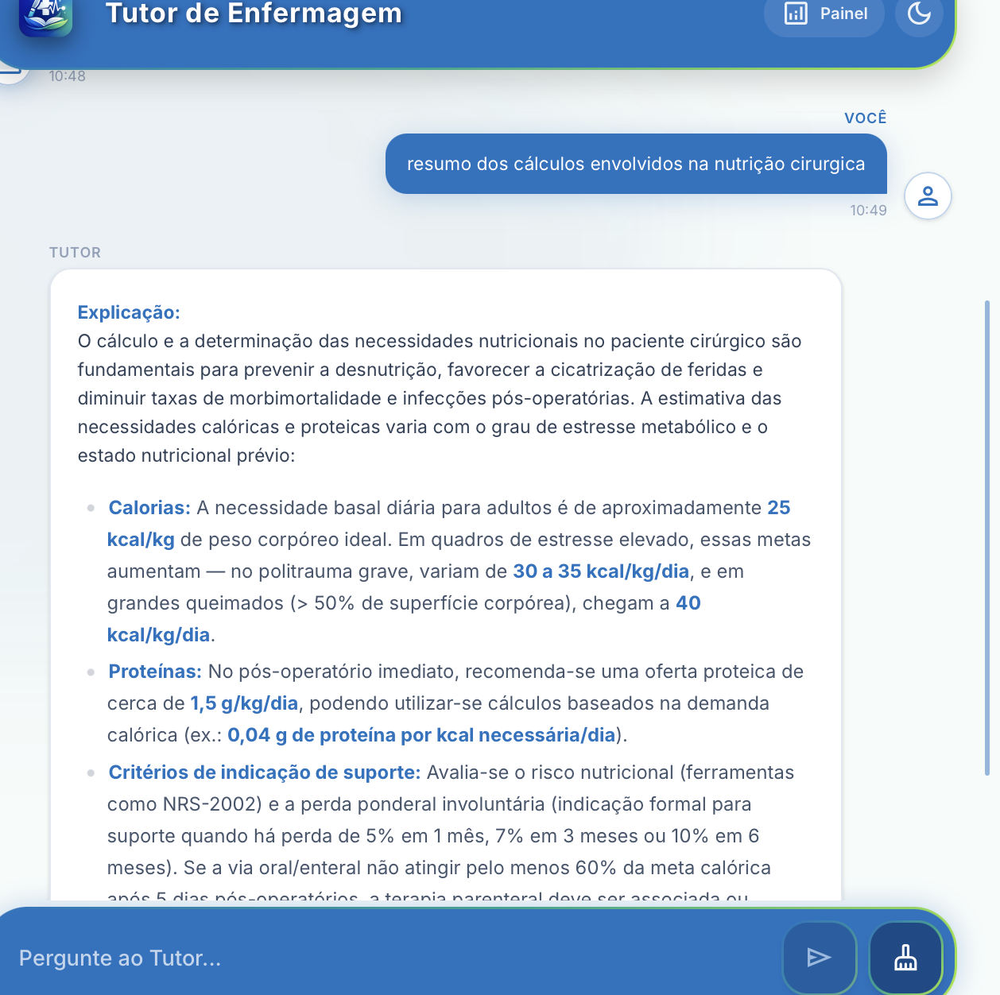 Tutor de Enfermagem
Painel
10:48
VOCÊ
resumo dos cálculos envolvidos na nutrição cirurgica
10:49
TUTOR
Explicação:
O cálculo e a determinação das necessidades nutricionais no paciente cirúrgico são
fundamentais para prevenir a desnutrição, favorecer a cicatrização de feridas e
diminuir taxas de morbimortalidade e infecções pós-operatórias. A estimativa das
necessidades calóricas e proteicas varia com o grau de estresse metabólico e o
estado nutricional prévio:
Calorias: A necessidade basal diária para adultos é de aproximadamente 25
kcal/kg de peso corpóreo ideal. Em quadros de estresse elevado, essas metas
aumentam — no politrauma grave, variam de 30 a 35 kcal/kg/dia, e em
grandes queimados (> 50% de superfície corpórea), chegam a 40
kcal/kg/dia.
Proteínas: No pós-operatório imediato, recomenda-se uma oferta proteica de
cerca de 1,5 g/kg/dia, podendo utilizar-se cálculos baseados na demanda
calórica (ex.: 0,04 g de proteína por kcal necessária/dia).
Critérios de indicação de suporte: Avalia-se o risco nutricional (ferramentas
como NRS-2002) e a perda ponderal involuntária (indicação formal para
suporte quando há perda de 5% em 1 mês, 7% em 3 meses ou 10% em 6
meses). Se a via oral/enteral não atingir pelo menos 60% da meta calórica
após 5 dias pós-operatórios, a terapia parenteral deve ser associada ou
Pergunte ao Tutor...